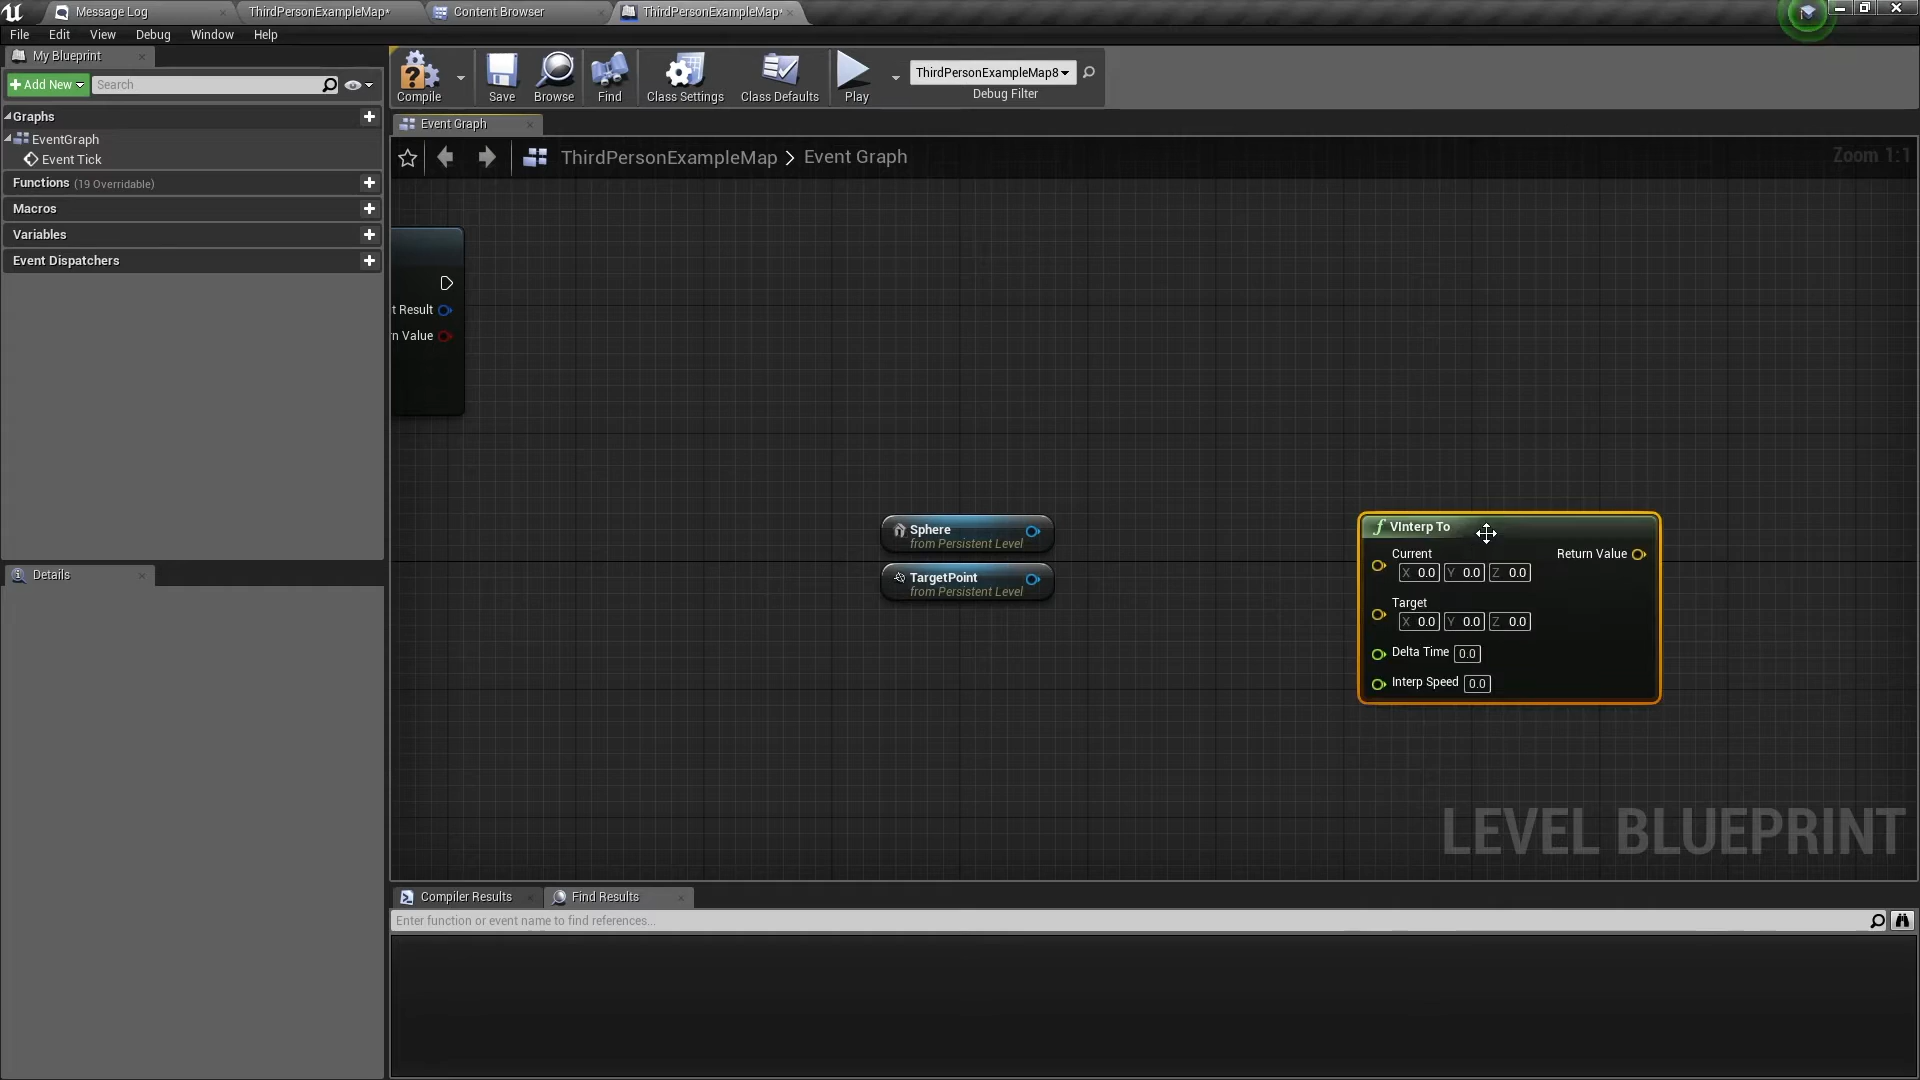 Message Log
ThirdPersonExampleMap*
Content Browser
ThirdPersonExampleMap*
File Edit View Debug Window Help
My Blueprint
Add New
Search
Graphs
EventGraph
Event Tick
Functions (19 Overridable)
Macros
Variables
Event Dispatchers
Details
Compile
Save
Browse
Find
Class Settings
Class Defaults
Play
ThirdPersonExampleMap8
Debug Filter
Event Graph
ThirdPersonExampleMap > Event Graph
Zoom 1:1
t Result
n Value
Sphere
from Persistent Level
TargetPoint
from Persistent Level
VInterp To
Current
Return Value
X 0.0 Y 0.0 Z 0.0
Target
X 0.0 Y 0.0 Z 0.0
Delta Time 0.0
Interp Speed 0.0
LEVEL BLUEPRINT
Compiler Results
Find Results
Enter function or event name to find references...